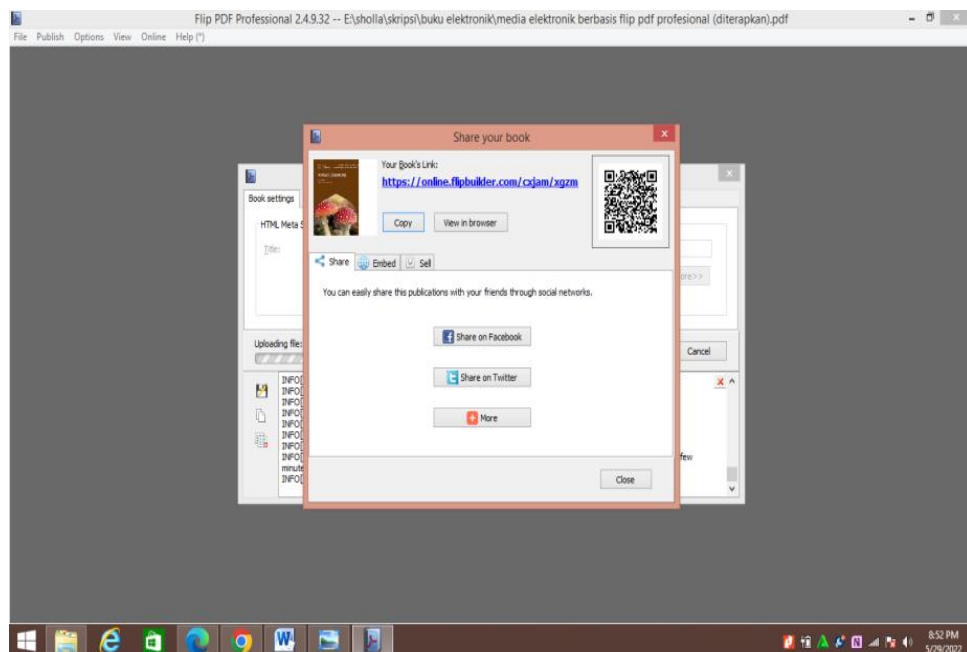 Flip PDF Professional 2.4.9.32 -- E:\sholla\skripsi\buku elektronik\media elektronik berbasis flip pdf profesional (diterapkan).pdf
File Publish Options View Online Help (*)
Share your book
Your Book's Link:
https://online.flipbuilder.com/cxjam/xgzm
Copy View in browser
Book settings
HTML Meta S
Title:
ore>>
Share Embed Sell
You can easily share this publications with your friends through social networks.
Share on Facebook
Uploading file:
Cancel
Share on Twitter
INFO[
INFO[
INFO[
INFO[
More
INFO[
INFO[
INFO[
INFO[
few
minute
INFO[
Close
8:52 PM
5/29/2022